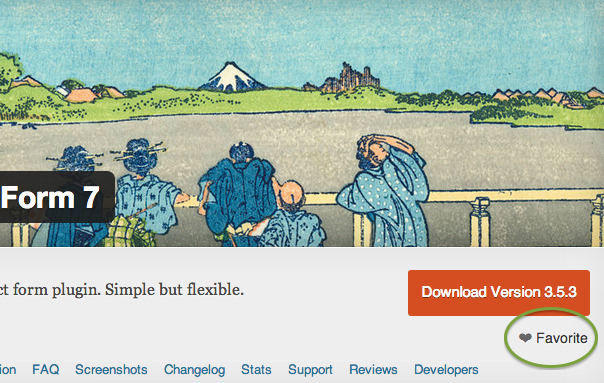 Form 7
ct form plugin. Simple but flexible.
Download Version 3.5.3
❤ Favorite
ion FAQ Screenshots Changelog Stats Support Reviews Developers